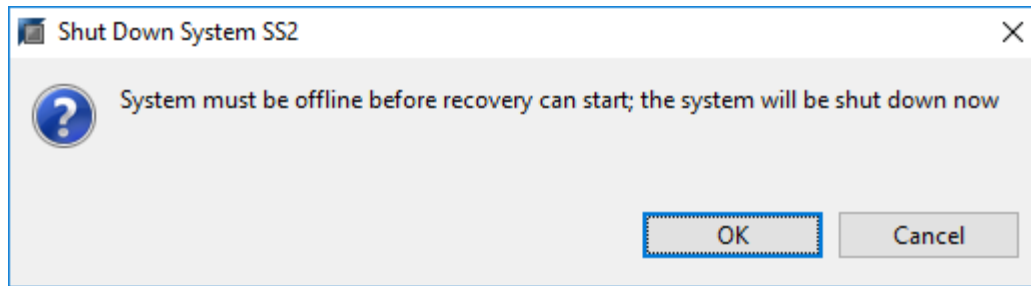 Shut Down System SS2
System must be offline before recovery can start; the system will be shut down now
OK
Cancel